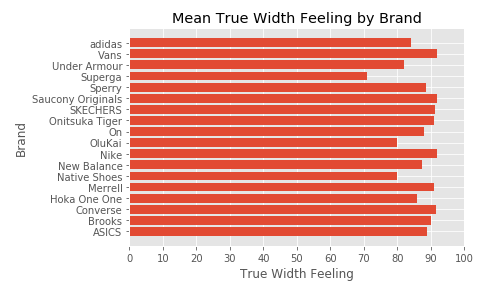 Mean True Width Feeling by Brand
adidas
Vans
Under Armour
Superga
Sperry
Saucony Originals
SKECHERS
Onitsuka Tiger
On
OluKai
Nike
New Balance
Native Shoes
Merrell
Hoka One One
Converse
Brooks
ASICS
Brand
0 10 20 30 40 50 60 70 80 90 100
True Width Feeling